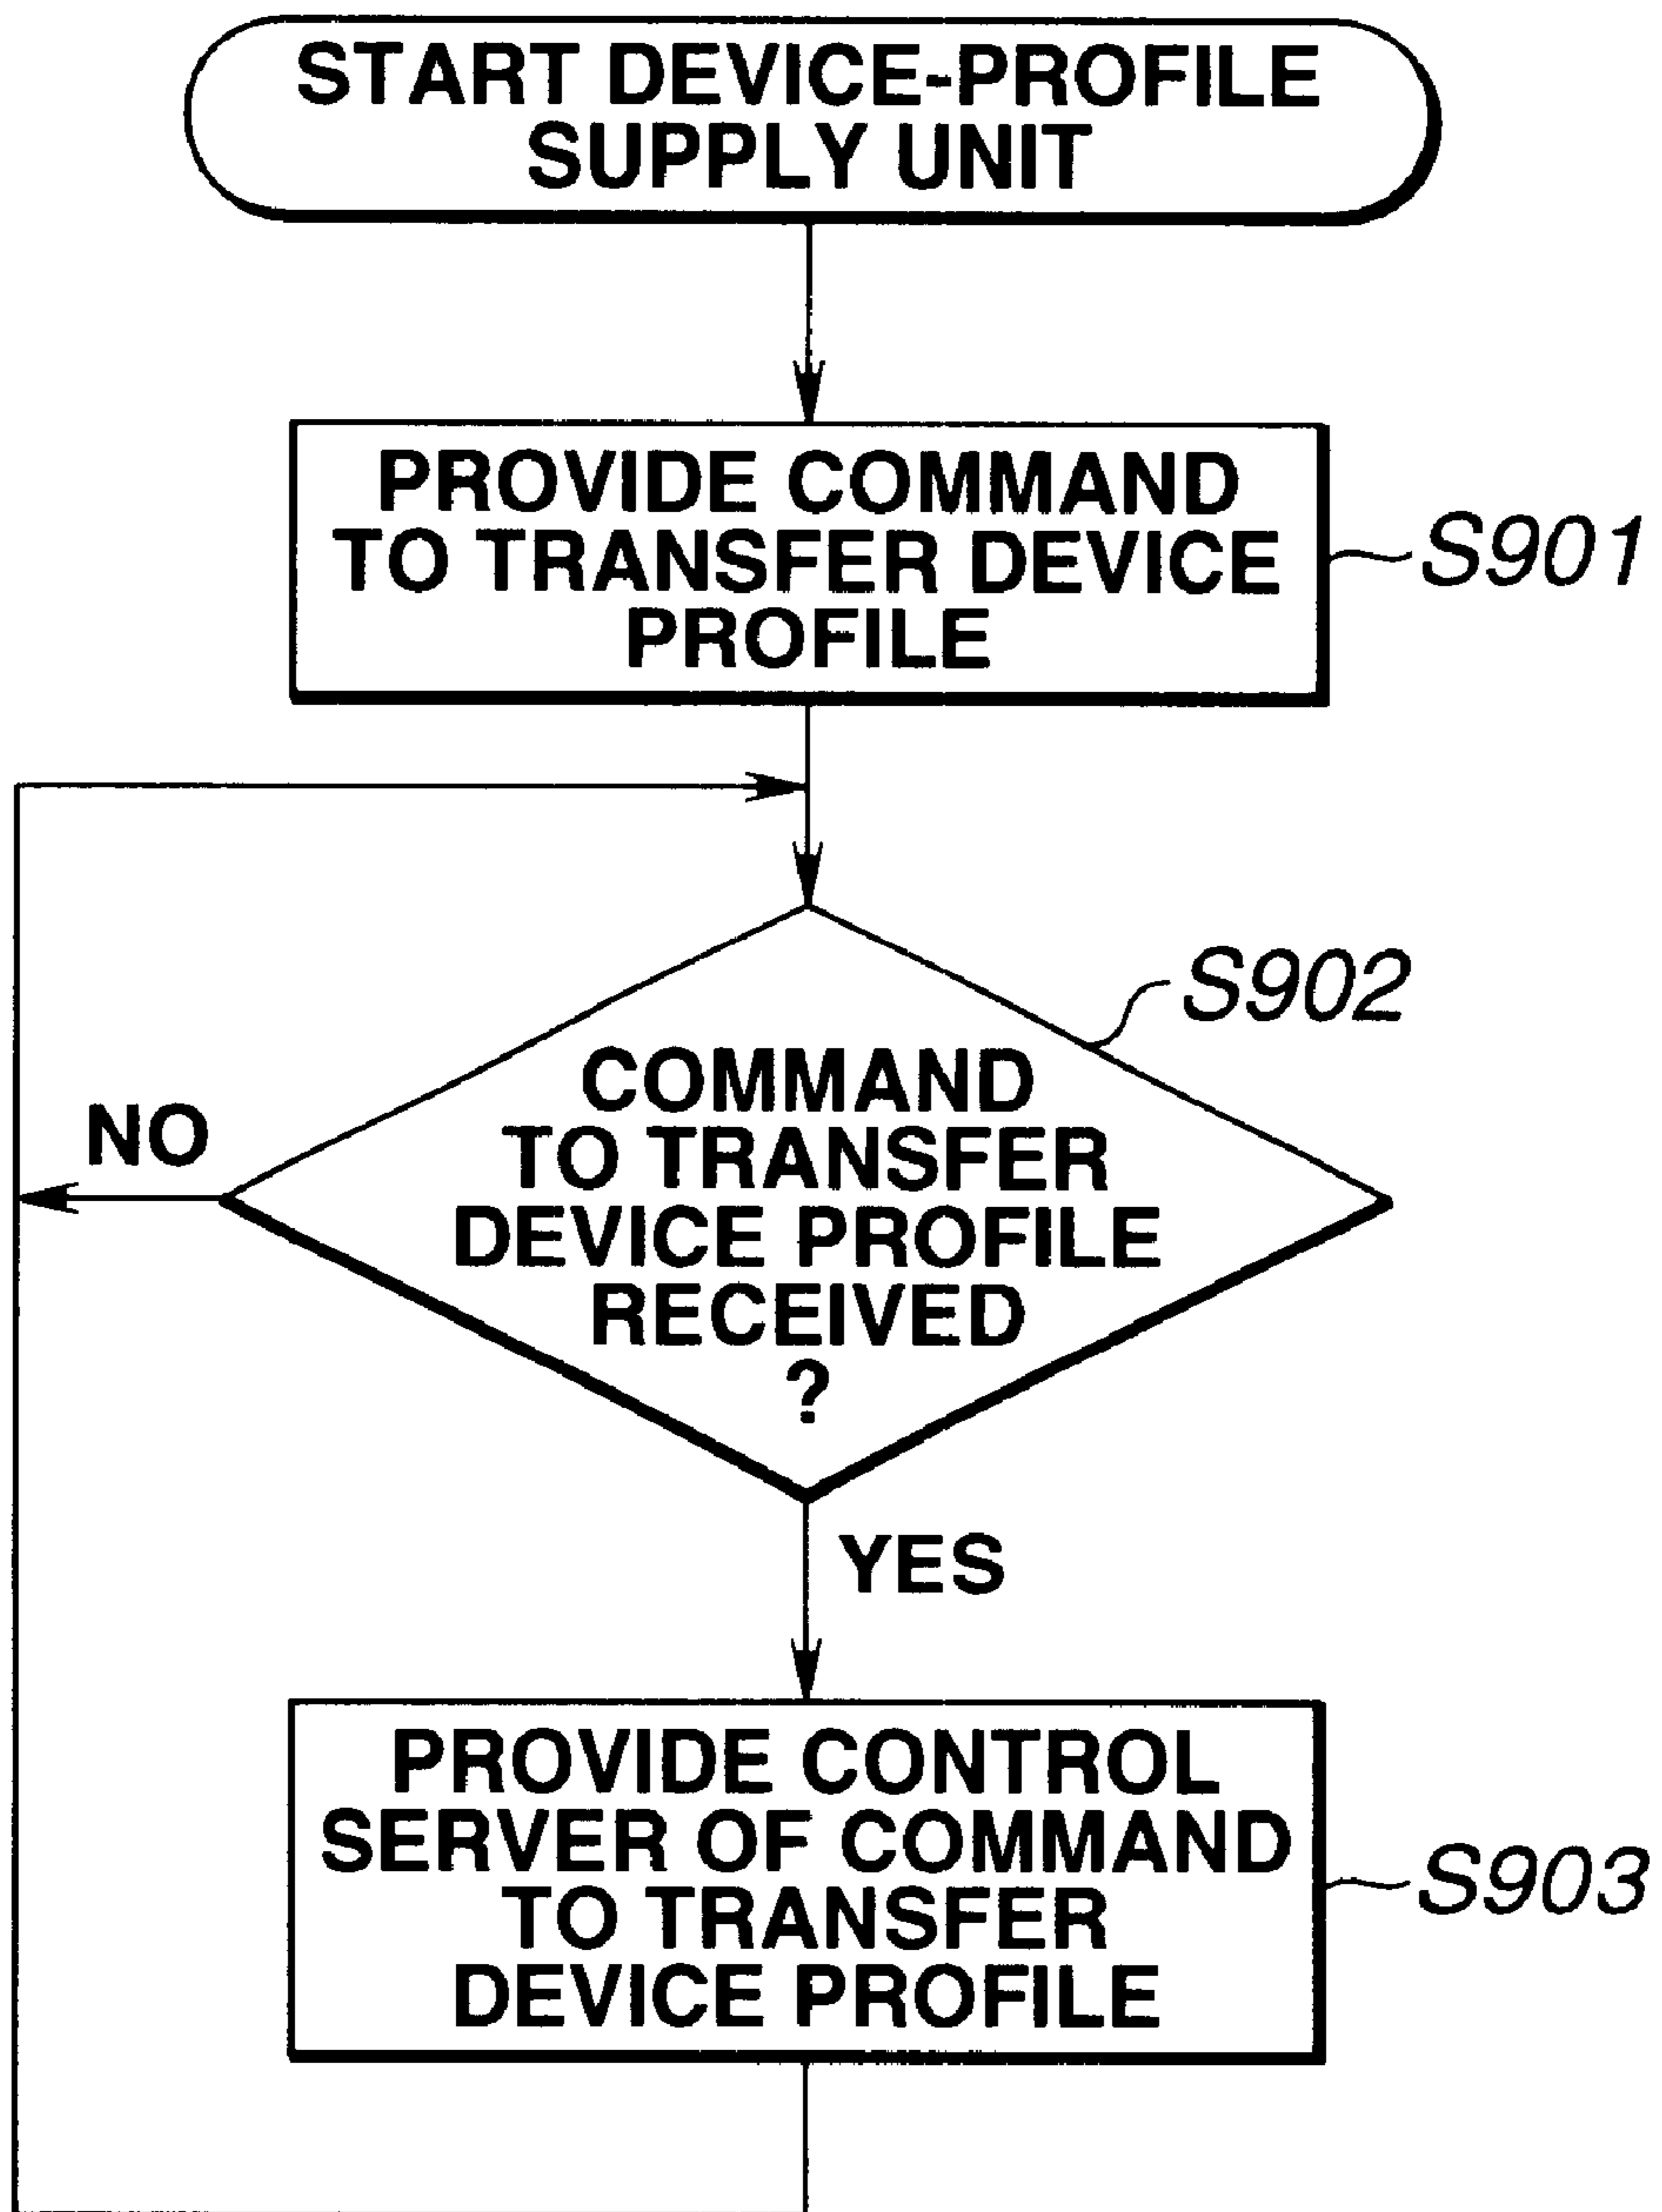 START DEVICE-PROFILE
SUPPLY UNIT
PROVIDE COMMAND
TO TRANSFER DEVICE
PROFILE
S901
S902
COMMAND
TO TRANSFER
DEVICE PROFILE
RECEIVED
?
NO
YES
PROVIDE CONTROL
SERVER OF COMMAND
TO TRANSFER
DEVICE PROFILE
S903